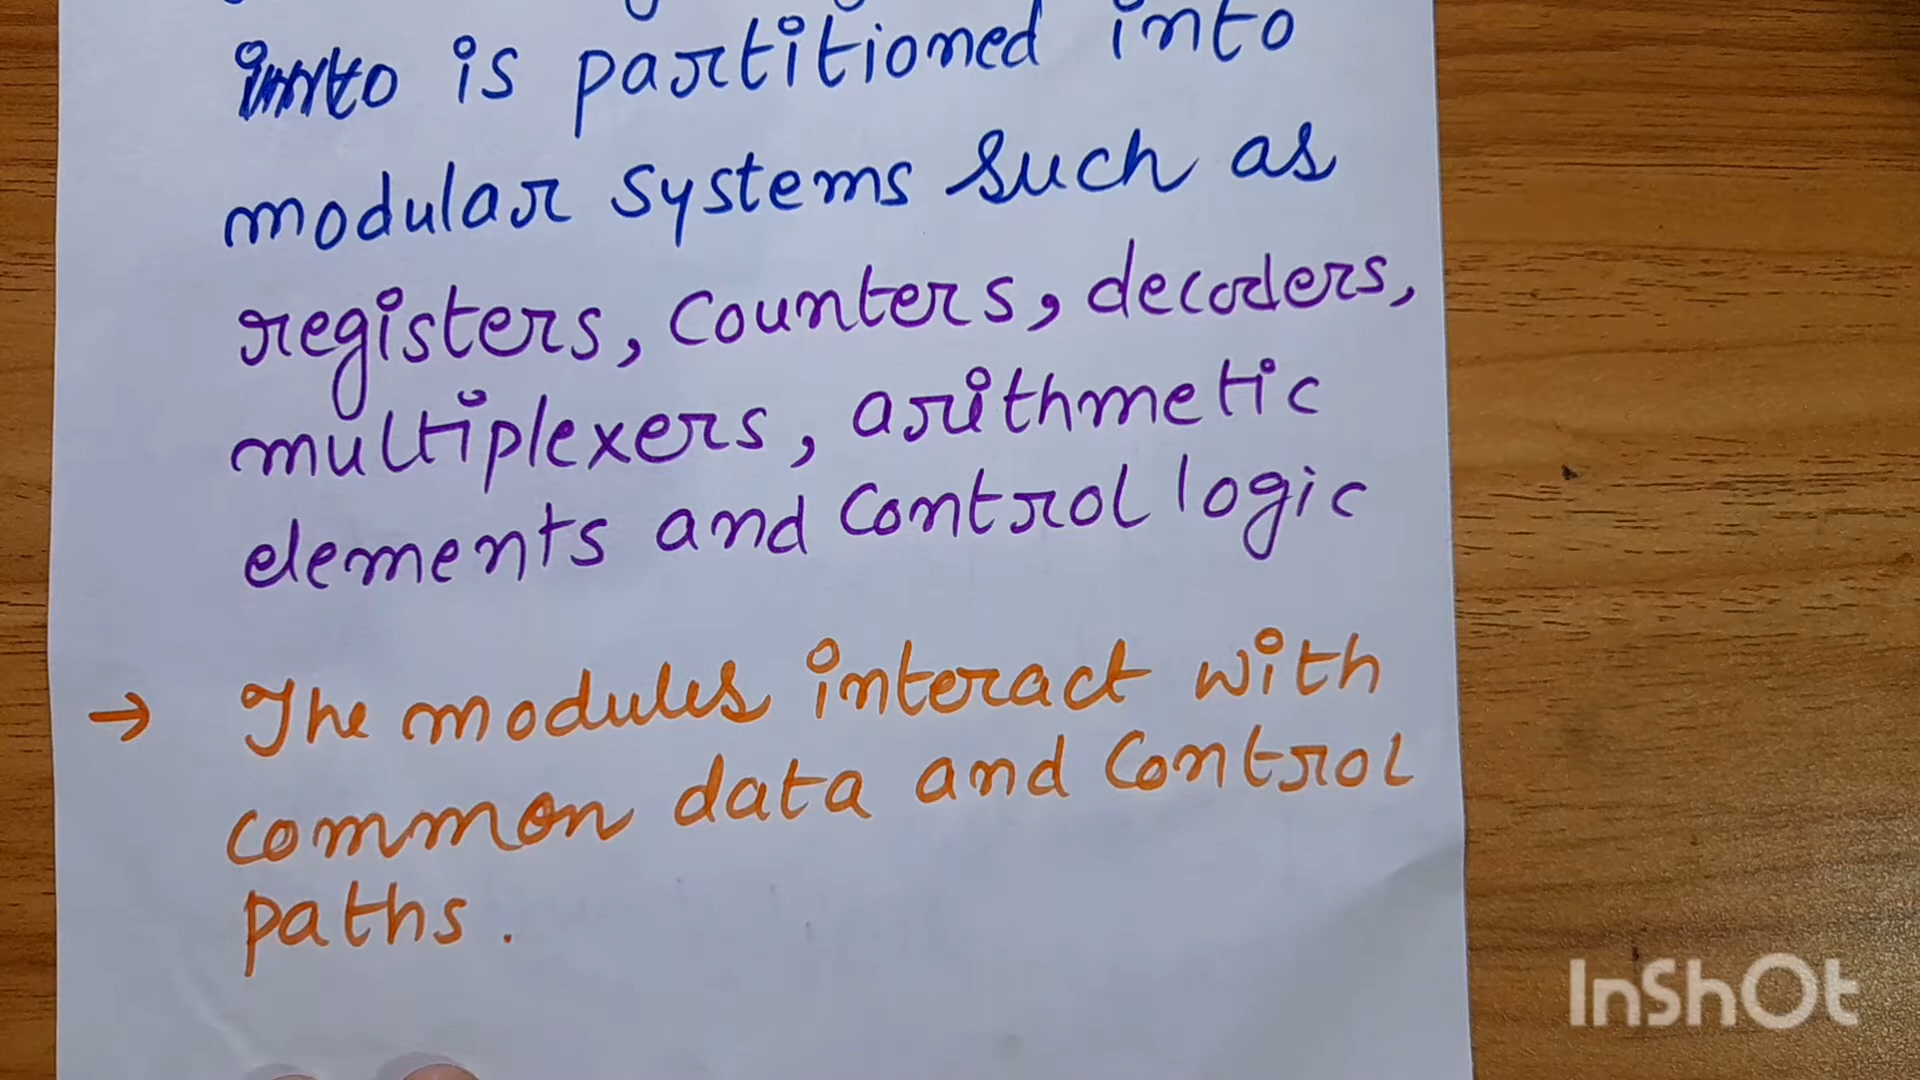 into is partitioned into
modular systems such as
registers, counters, decoders,
multiplexers, arithmetic
elements and control logic
→ The modules interact with
common data and control
paths.
InShOt